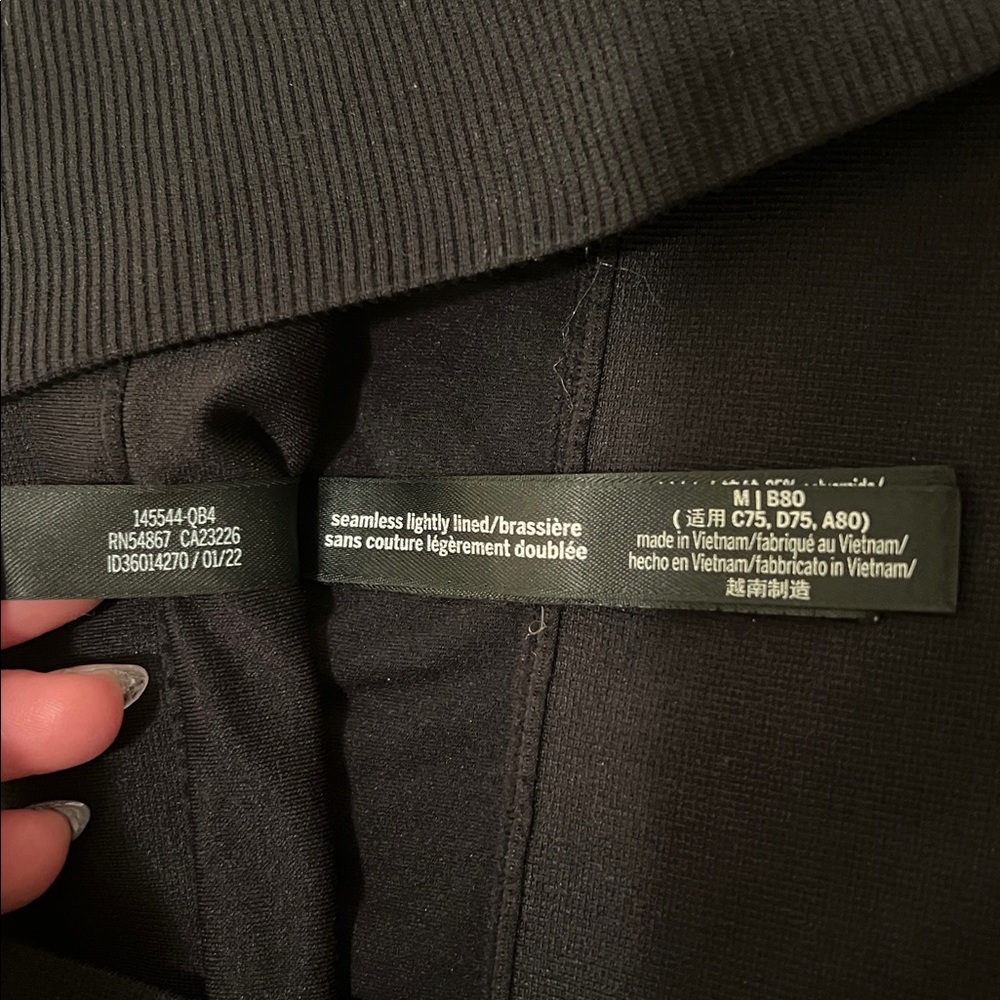 145544-QB4
RN54867 CA23226
ID36014270 / 01/22
seamless lightly lined/brassière
sans couture légèrement doublée
M | B80
( 适用 C75, D75, A80)
made in Vietnam/fabriqué au Vietnam/
hecho en Vietnam/fabbricato in Vietnam/
越南制造